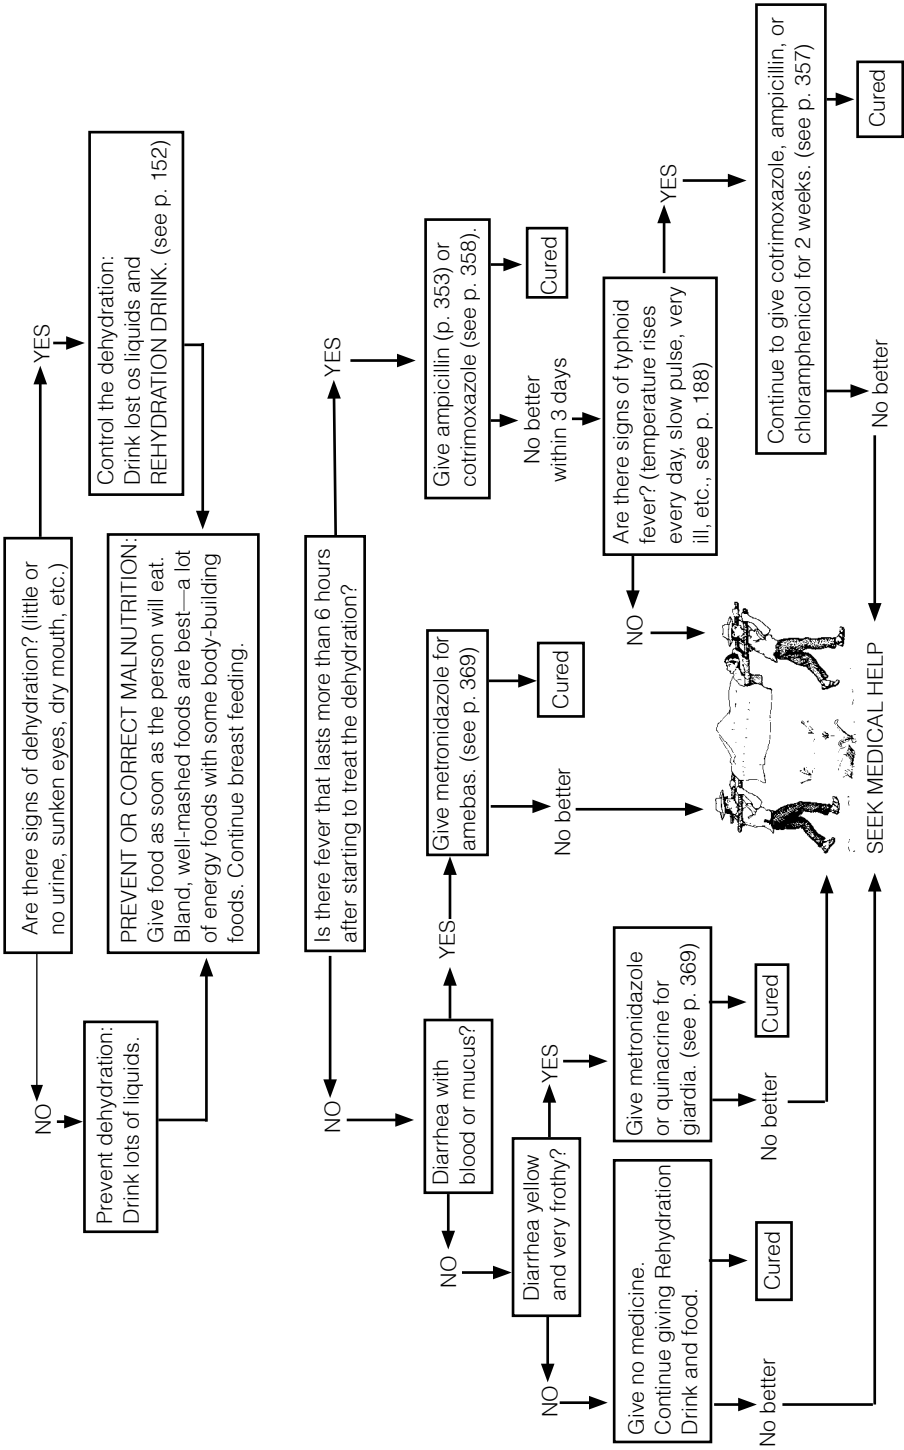 Are there signs of dehydration? (little or
no urine, sunken eyes, dry mouth, etc.)
NO
YES
Prevent dehydration:
Drink lots of liquids.
Control the dehydration:
Drink lost os liquids and
REHYDRATION DRINK. (see p. 152)
PREVENT OR CORRECT MALNUTRITION:
Give food as soon as the person will eat.
Bland, well-mashed foods are best—a lot
of energy foods with some body-building
foods. Continue breast feeding.
Is there fever that lasts more than 6 hours
after starting to treat the dehydration?
NO
YES
Diarrhea with
blood or mucus?
NO
YES
Give metronidazole for
amebas. (see p. 369)
No better
Cured
Give ampicillin (p. 353) or
cotrimoxazole (see p. 358).
No better
within 3 days
Cured
Diarrhea yellow
and very frothy?
NO
YES
Are there signs of typhoid
fever? (temperature rises
every day, slow pulse, very
ill, etc., see p. 188)
NO
YES
Give no medicine.
Continue giving Rehydration
Drink and food.
No better
Cured
Give metronidazole
or quinacrine for
giardia. (see p. 369)
No better
Cured
Continue to give cotrimoxazole, ampicillin, or
chloramphenicol for 2 weeks. (see p. 357)
No better
Cured
SEEK MEDICAL HELP